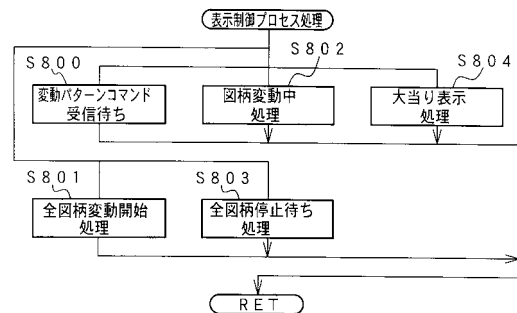 表示制御プロセス処理
S800
変動パターンコマンド
受信待ち
S802
図柄変動中
処理
S804
大当り表示
処理
S801
全図柄変動開始
処理
S803
全図柄停止待ち
処理
RET